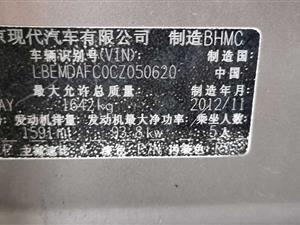 京现代汽车有限公司 制造BHMC
车辆识别号(VIN): 制造国:
LBEMDAFC0CZ050620 中国
最大允许总质量: 制造年月:
AY 1642kg 2012/11
发动机排量: 发动机最大净功率: 乘坐人数:
1591ml 93.8kw 5人